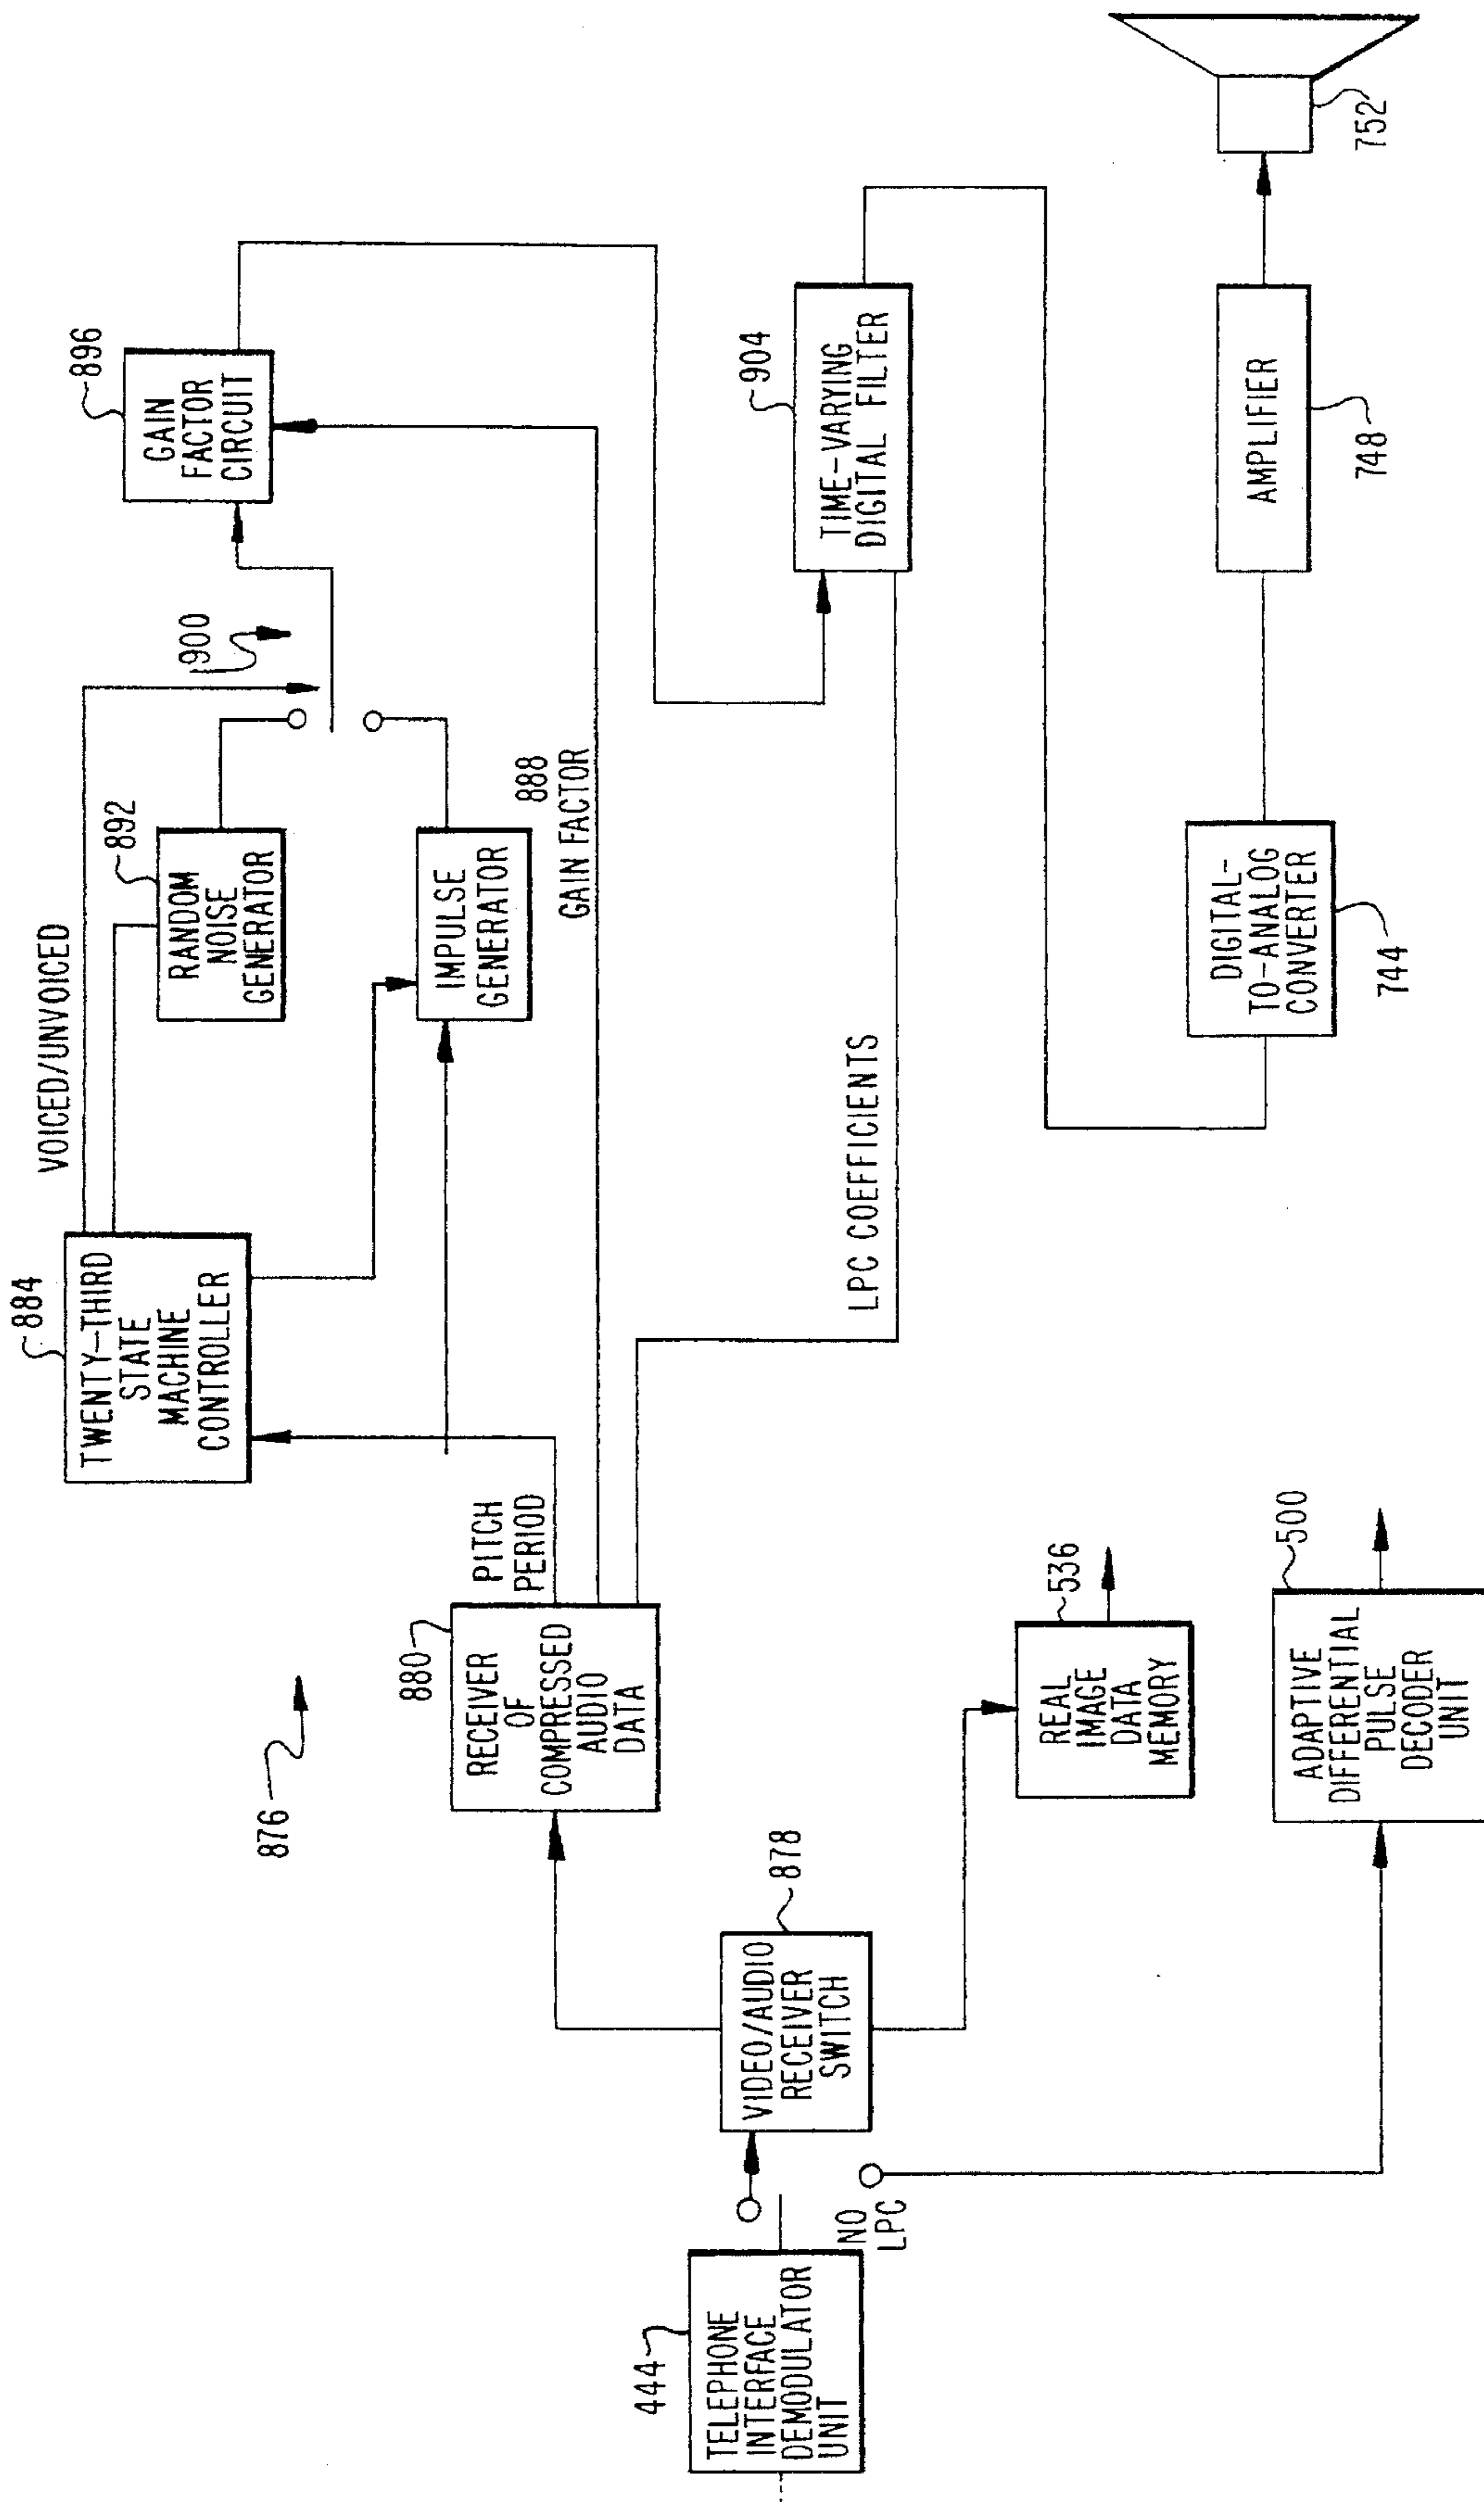 444
TELEPHONE
INTERFACE
DEMODULATOR
UNIT
NO
LPC
876
VIDEO/AUDIO
RECEIVER
SWITCH
878
880
RECEIVER
OF
COMPRESSED
AUDIO
DATA
PITCH
PERIOD
REAL
IMAGE
DATA
MEMORY
536
ADAPTIVE
DIFFERENTIAL
PULSE
DECODER
UNIT
500
884
TWENTY-THIRD
STATE
MACHINE
CONTROLLER
VOICED/UNVOICED
892
RANDOM
NOISE
GENERATOR
IMPULSE
GENERATOR
888
GAIN FACTOR
900
896
GAIN
FACTOR
CIRCUIT
LPC COEFFICIENTS
904
TIME-VARYING
DIGITAL FILTER
DIGITAL-
TO-ANALOG
CONVERTER
744
AMPLIFIER
748
752